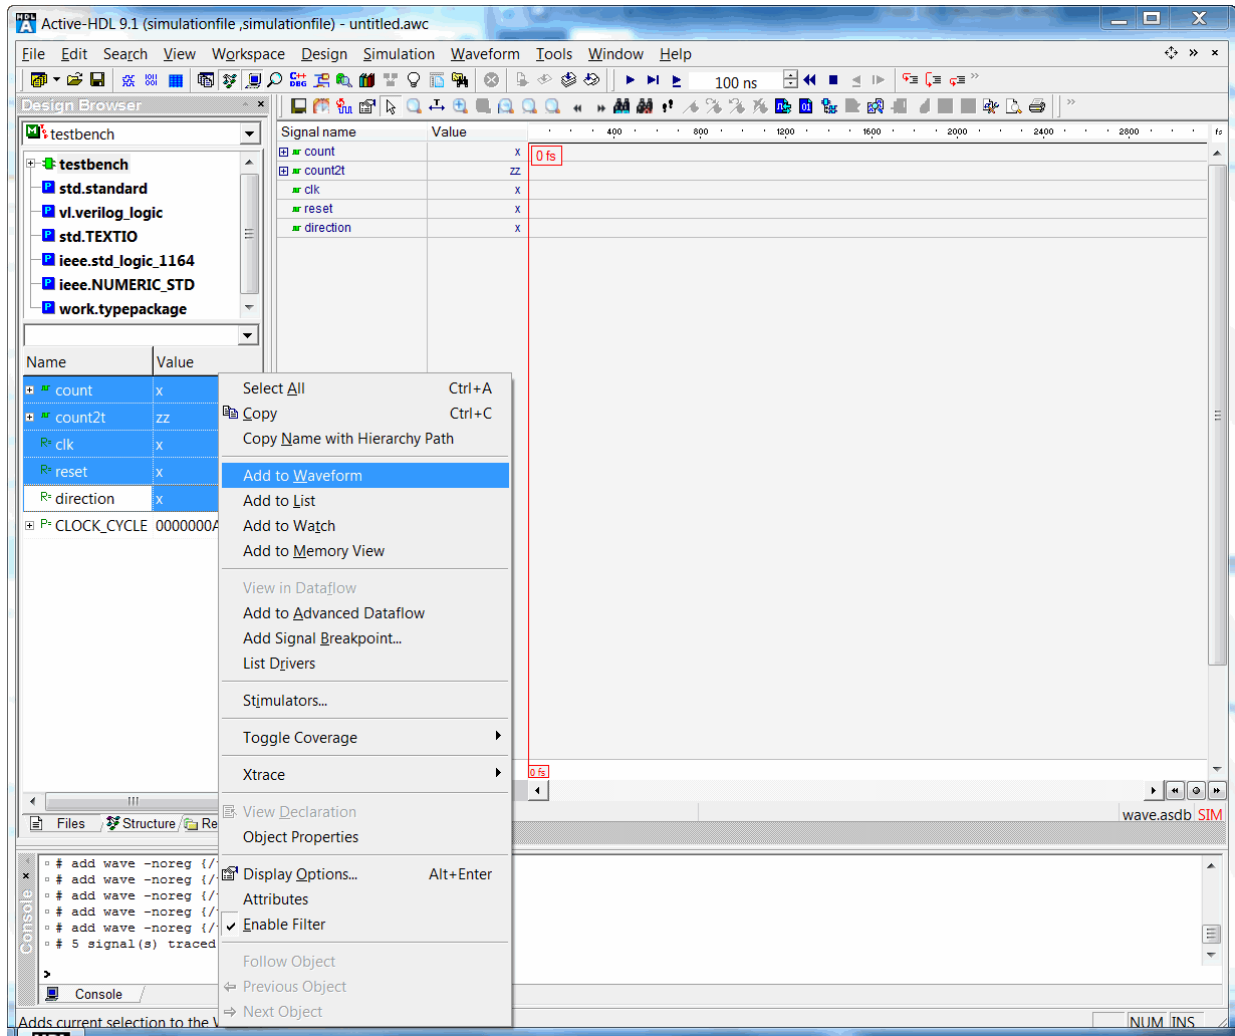 Active-HDL 9.1 (simulationfile ,simulationfile) - untitled.awc
File Edit Search View Workspace Design Simulation Waveform Tools Window Help
100 ns
Design Browser
testbench
testbench
std.standard
vl.verilog_logic
std.TEXTIO
ieee.std_logic_1164
ieee.NUMERIC_STD
work.typepackage
Signal name Value 400 800 1200 1600 2000 2400 2800 fs
count x 0 fs
count2t zz
clk x
reset x
direction x
Name Value
count x
count2t zz
clk x
reset x
direction x
CLOCK_CYCLE 0000000A
Select All Ctrl+A
Copy Ctrl+C
Copy Name with Hierarchy Path
Add to Waveform
Add to List
Add to Watch
Add to Memory View
View in Dataflow
Add to Advanced Dataflow
Add Signal Breakpoint...
List Drivers
Stimulators...
Toggle Coverage
Xtrace
View Declaration
Object Properties
Display Options... Alt+Enter
Attributes
Enable Filter
Follow Object
Previous Object
Next Object
0 fs
Files Structure Re
wave.asdb SIM
Console
# add wave -noreg {/
# add wave -noreg {/
# add wave -noreg {/
# add wave -noreg {/
# add wave -noreg {/
# 5 signal(s) traced
>
Console
Adds current selection to the
NUM INS